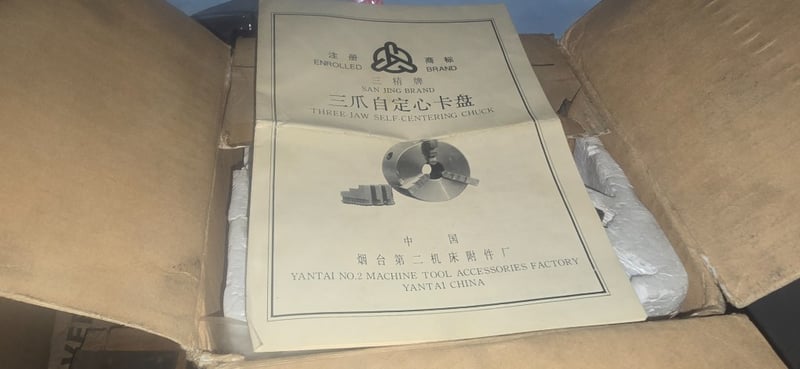 注册 商标
ENROLLED BRAND
三精牌
SAN JING BRAND
三爪自定心卡盘
THREE-JAW SELF-CENTERING CHUCK
中国
烟台第二机床附件厂
YANTAI NO.2 MACHINE TOOL ACCESSORIES FACTORY
YANTAI CHINA